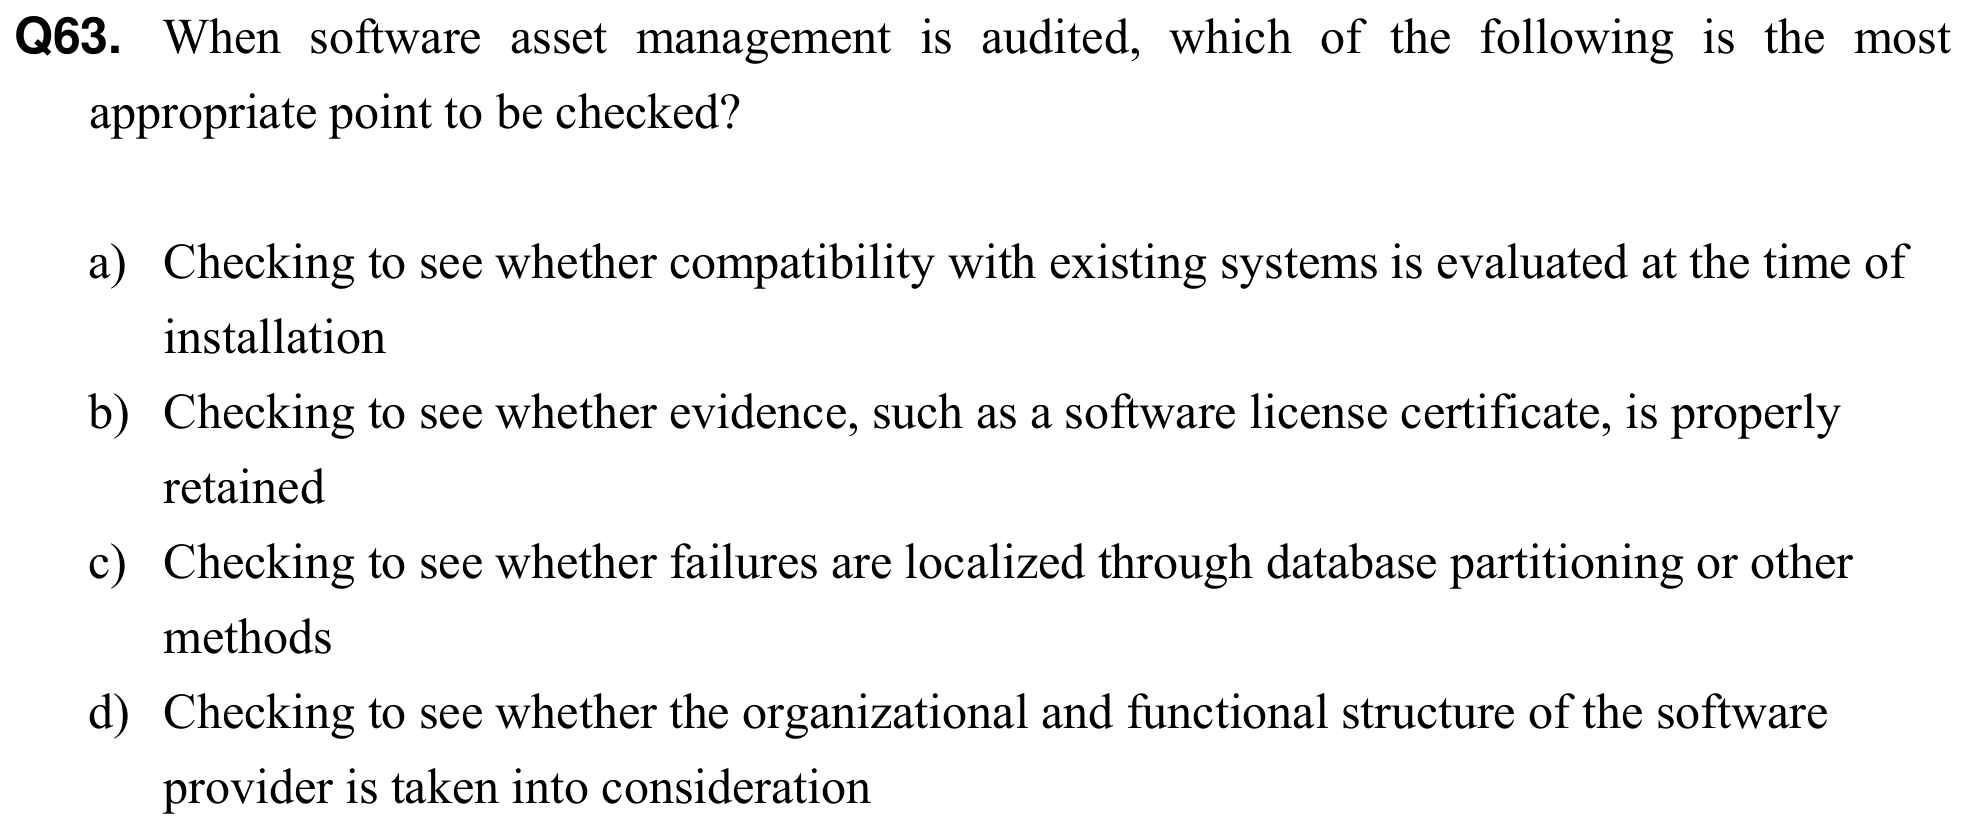 Q63. When software asset management is audited, which of the following is the most
appropriate point to be checked?
a) Checking to see whether compatibility with existing systems is evaluated at the time of
installation
b) Checking to see whether evidence, such as a software license certificate, is properly
retained
c) Checking to see whether failures are localized through database partitioning or other
methods
d) Checking to see whether the organizational and functional structure of the software
provider is taken into consideration